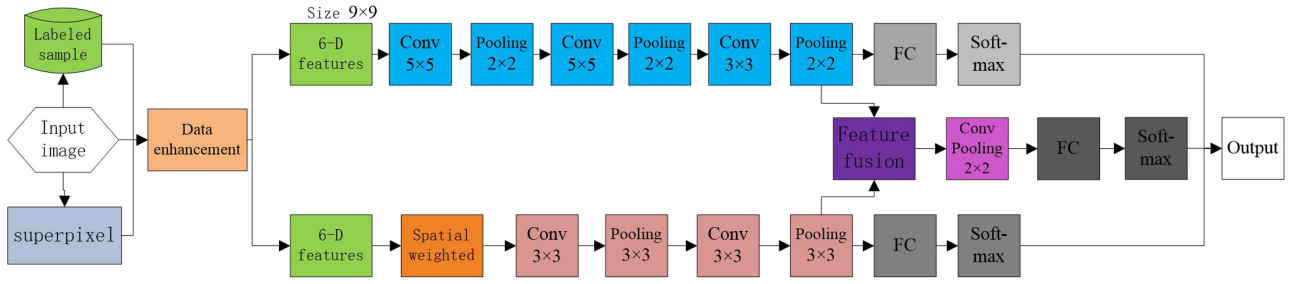 Size 9×9
Labeled
sample
Input
image
superpixel
Data
enhancement
6-D
features
Conv
5×5
Pooling
2×2
Conv
5×5
Pooling
2×2
Conv
3×3
Pooling
2×2
FC
Soft-
max
Feature
fusion
Conv
Pooling
2×2
FC
Soft-
max
Output
6-D
features
Spatial
weighted
Conv
3×3
Pooling
3×3
Conv
3×3
Pooling
3×3
FC
Soft-
max